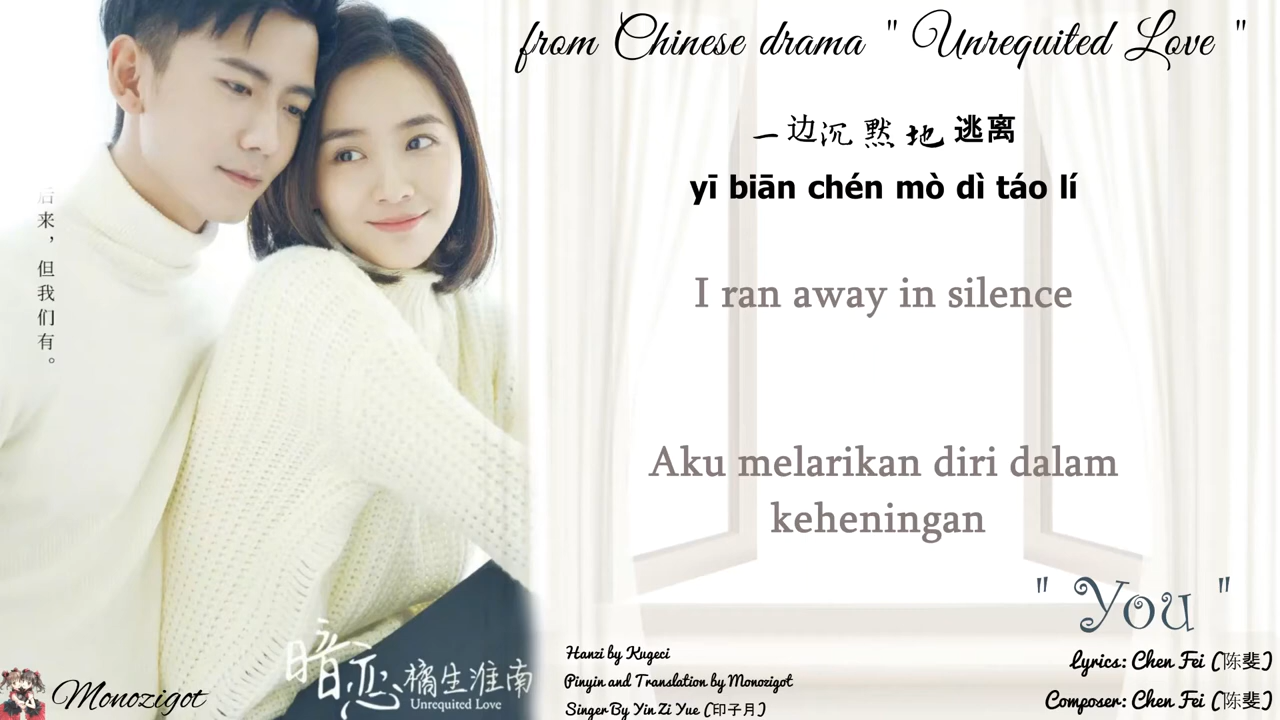 from Chinese drama " Unrequited Love "
一边沉默地逃离
yī biān chén mò dì táo lí
I ran away in silence
Aku melarikan diri dalam
keheningan
后来，但我们有。
暗恋 橘生淮南
Unrequited Love
" You "
Hanzi by Kugeci
Pinyin and Translation by Monozigot
Singer By Yin Zi Yue (印子月)
Lyrics: Chen Fei (陈斐)
Composer: Chen Fei (陈斐)
Monozigot